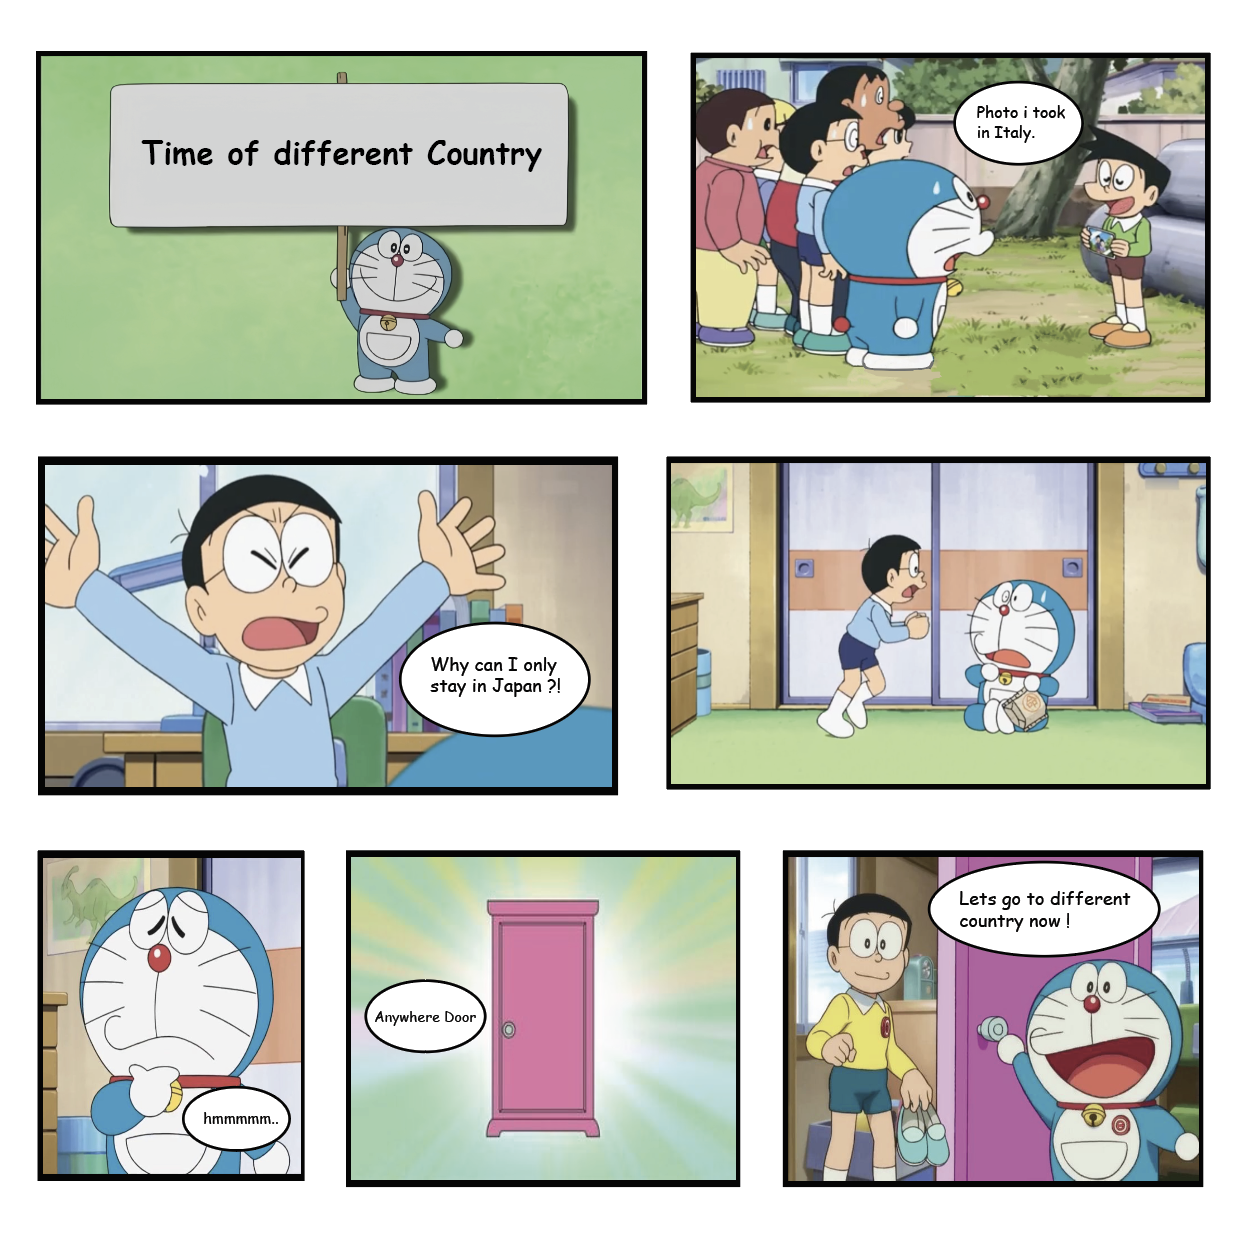 Time of different Country
Photo i took
in Italy.
Why can I only
stay in Japan ?!
hmmmmm..
Anywhere Door
Lets go to different
country now !